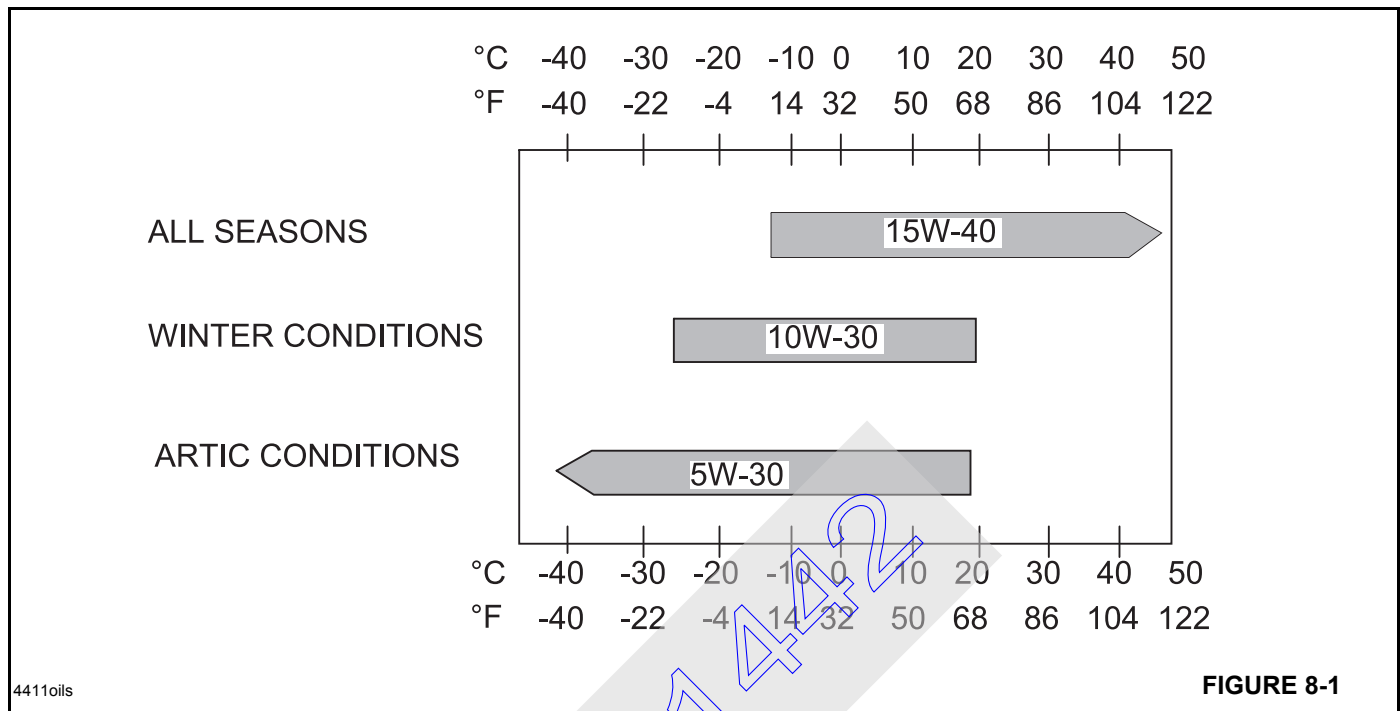 °C -40 -30 -20 -10 0 10 20 30 40 50
°F -40 -22 -4 14 32 50 68 86 104 122
ALL SEASONS 15W-40
WINTER CONDITIONS 10W-30
ARTIC CONDITIONS 5W-30
°C -40 -30 -20 -10 0 10 20 30 40 50
°F -40 -22 -4 14 32 50 68 86 104 122
1442
4411oils
FIGURE 8-1